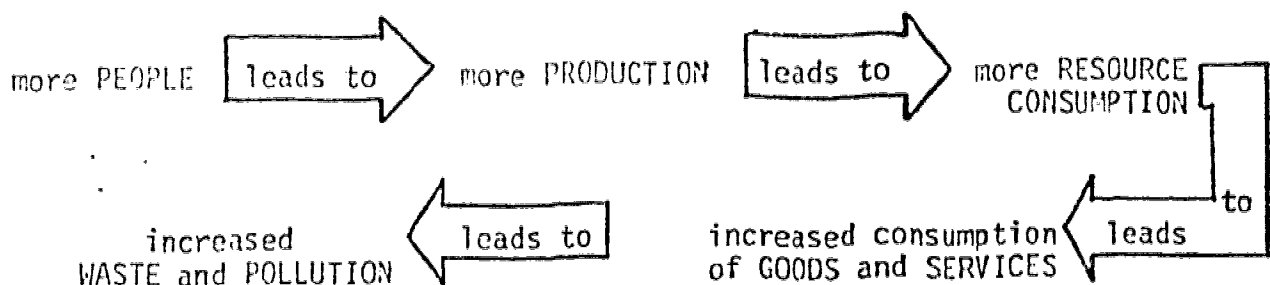 more PEOPLE leads to more PRODUCTION leads to more RESOURCE
CONSUMPTION
leads to
increased consumption
of GOODS and SERVICES
leads to
increased
WASTE and POLLUTION